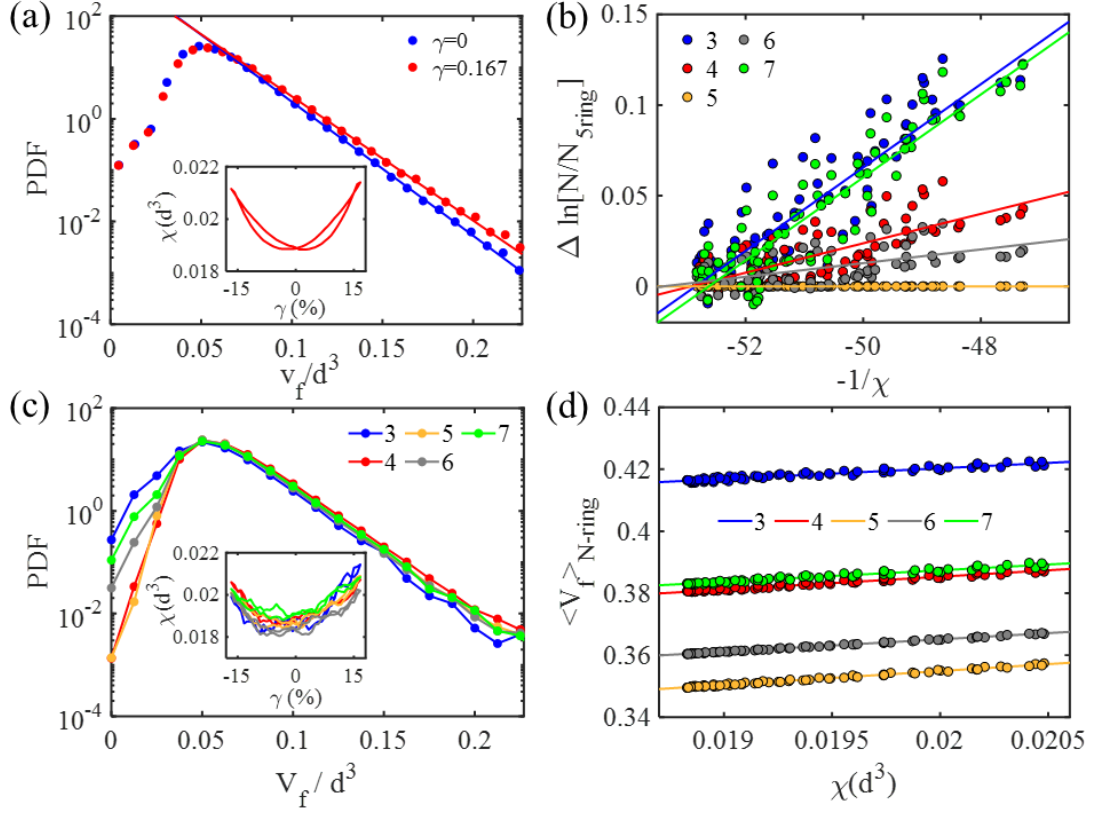 (a)
10^2
10^0
10^-2
10^-4
PDF
γ=0
γ=0.167
0.022
0.02
0.018
χ(d^3)
-15 0 15
γ (%)
0 0.05 0.1 0.15 0.2
v_f/d^3
(b)
3 6
4 7
5
0.1
0.05
0
Δ ln[N/N_5ring]
-52 -50 -48
-1/χ
(c)
10^2
10^0
10^-2
10^-4
PDF
3 5 7
4 6
0.022
0.02
0.018
χ(d^3)
-15 0 15
γ (%)
0 0.05 0.1 0.15 0.2
V_f / d^3
(d)
0.44
0.42
0.4
0.38
0.36
0.34
<V_f>_N-ring
3 4 5 6 7
0.019 0.0195 0.02 0.0205
χ(d^3)